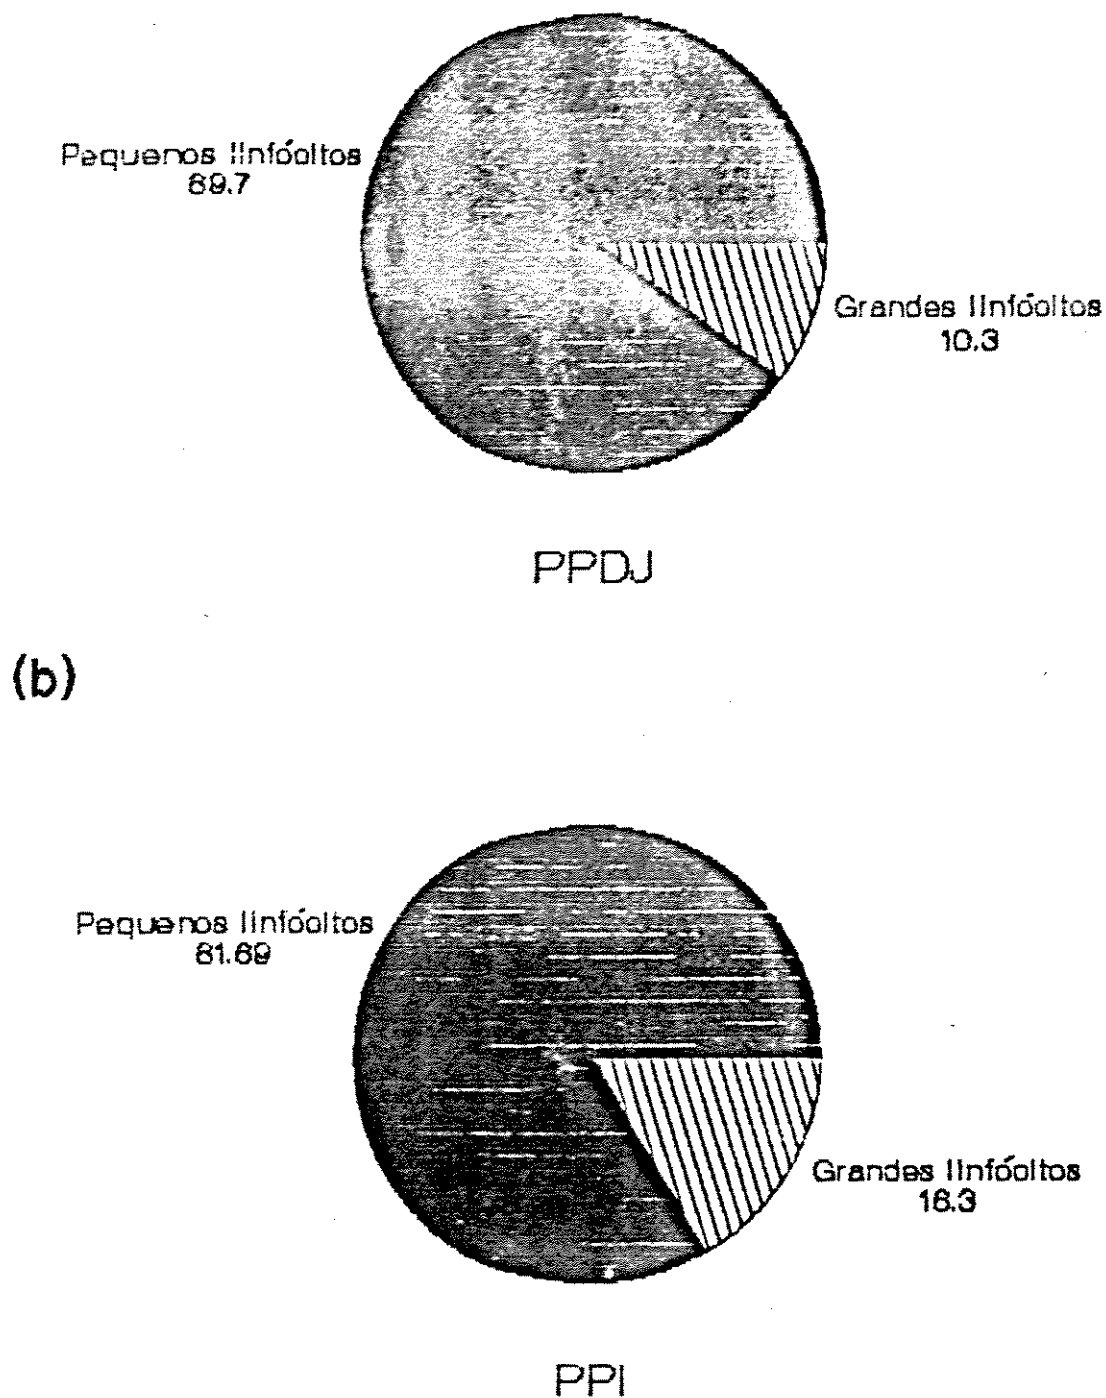 Pequenos linfócitos
89.7
Grandes linfócitos
10.3
PPDJ
(b)
Pequenos linfócitos
81.69
Grandes linfócitos
18.3
PPI